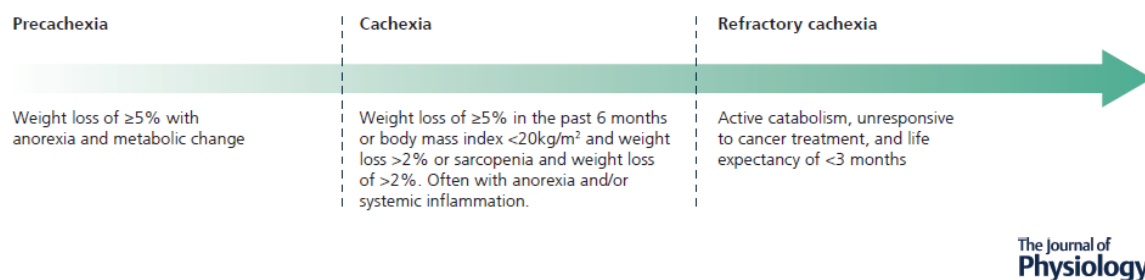 Precachexia
Weight loss of ≥5% with
anorexia and metabolic change
Cachexia
Weight loss of ≥5% in the past 6 months
or body mass index <20kg/m² and weight
loss >2% or sarcopenia and weight loss
of >2%. Often with anorexia and/or
systemic inflammation.
Refractory cachexia
Active catabolism, unresponsive
to cancer treatment, and life
expectancy of <3 months
The Journal of
Physiology